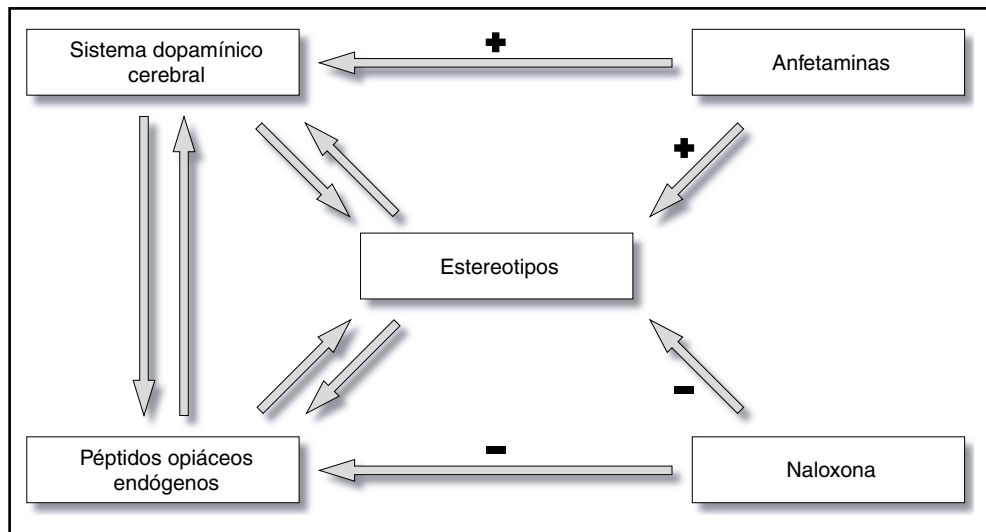 Sistema dopamínico
cerebral
+
Anfetaminas
+
Estereotipos
-
-
Péptidos opiáceos
endógenos
Naloxona